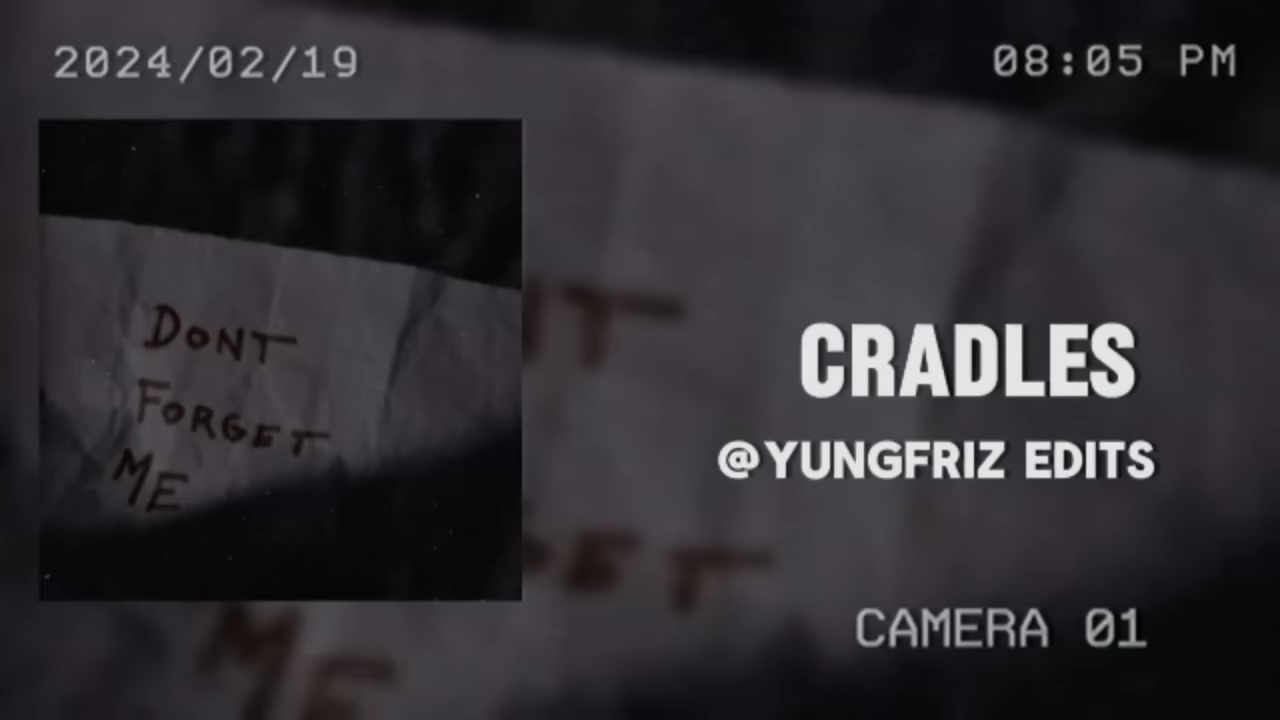 2024/02/19
08:05 PM
DONT
FORGET
ME
CRADLES
@YUNGFRIZ EDITS
CAMERA 01